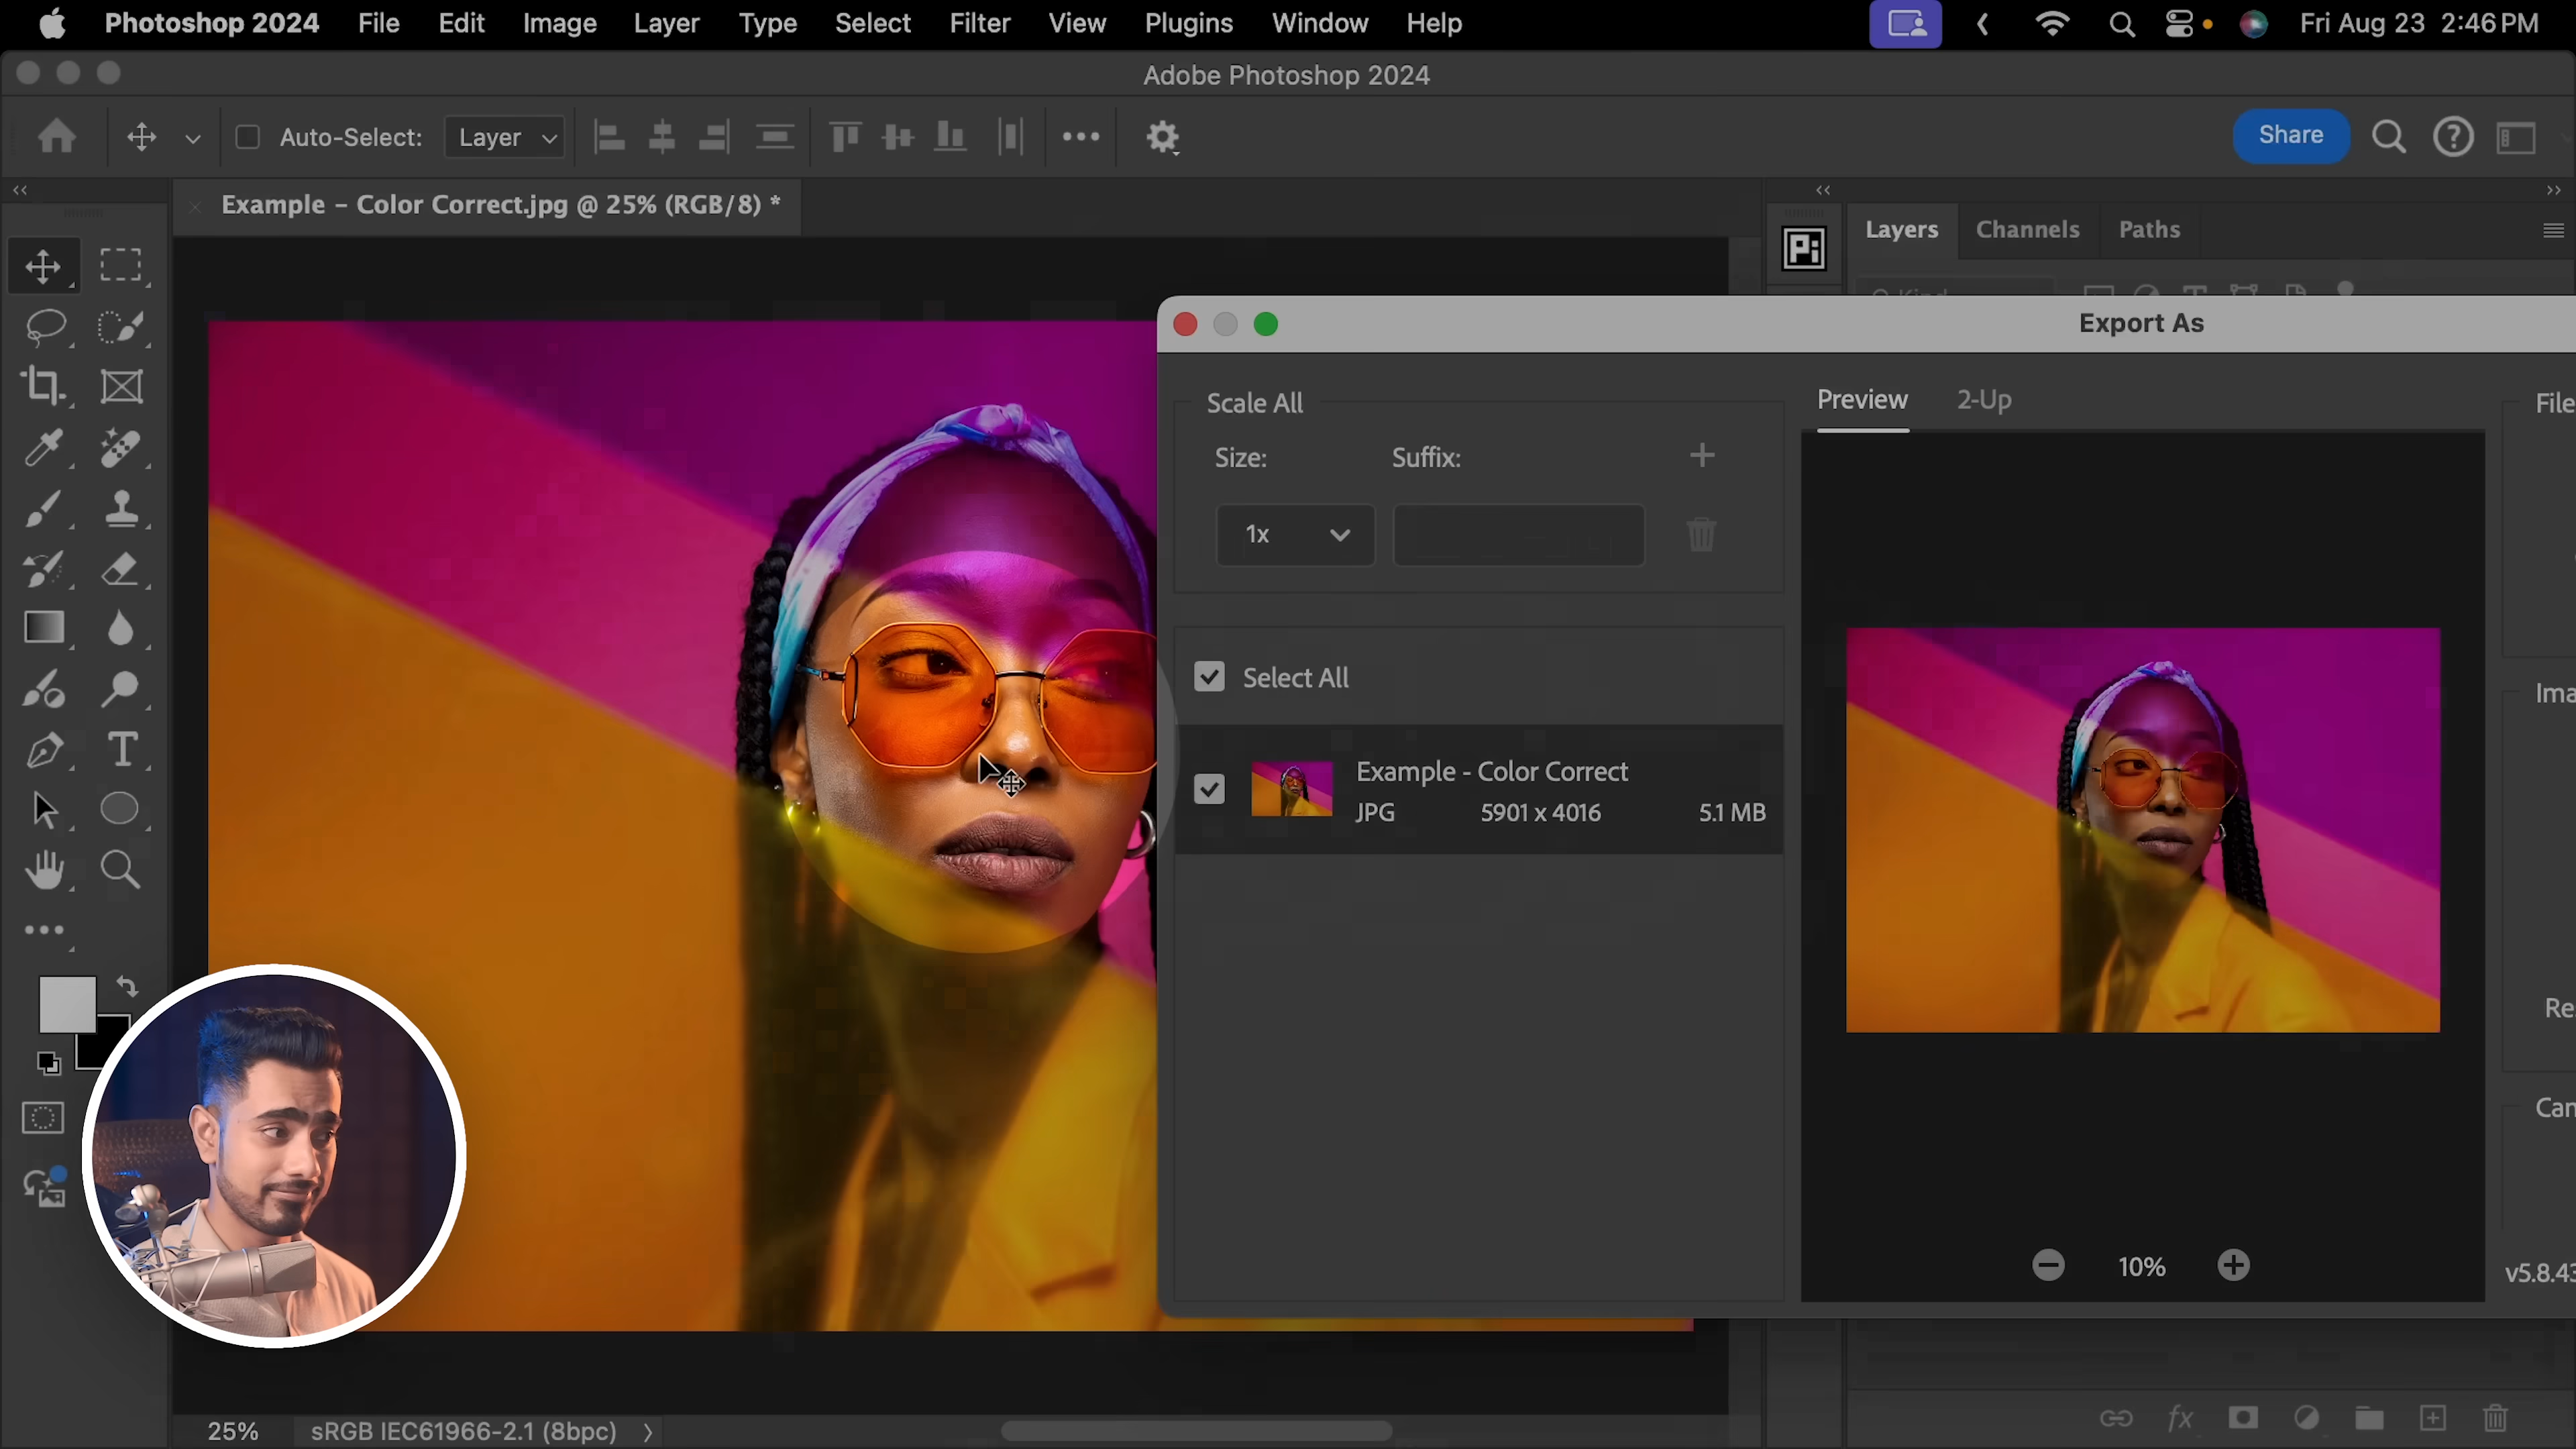 Photoshop 2024 File Edit Image Layer Type Select Filter View Plugins Window Help Fri Aug 23 2:46 PM
Adobe Photoshop 2024
Auto-Select: Layer Share
Example - Color Correct.jpg @ 25% (RGB/8) *
Pi
Layers Channels Paths
Export As
Scale All
Preview 2-Up
File
Size: Suffix:
1x
Select All
Ima
Example - Color Correct
JPG 5901 x 4016 5.1 MB
Re
Can
10%
v5.8.43
25% sRGB IEC61966-2.1 (8bpc)
fx